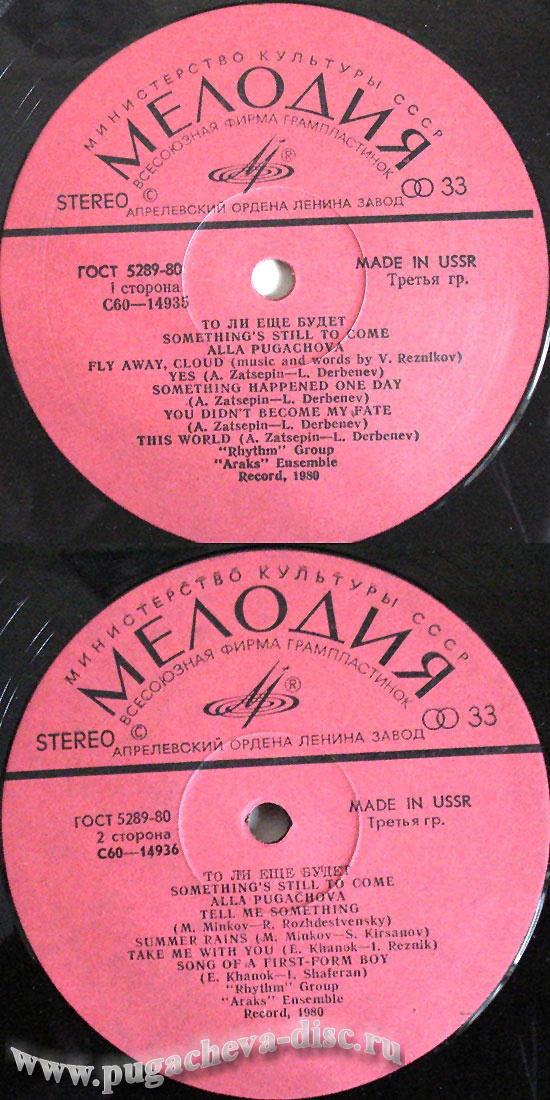 МИНИСТЕРСТВО КУЛЬТУРЫ СССР
МЕЛОДИЯ
ВСЕСОЮЗНАЯ ФИРМА ГРАМПЛАСТИНОК
®
STEREO © 33
АПРЕЛЕВСКИЙ ОРДЕНА ЛЕНИНА ЗАВОД
ГОСТ 5289-80 MADE IN USSR
1 сторона Третья гр.
С60—14935
ТО ЛИ ЕЩЕ БУДЕТ
SOMETHING'S STILL TO COME
ALLA PUGACHOVA
FLY AWAY, CLOUD (music and words by V. Reznikov)
YES (A. Zatsepin—L. Derbenev)
SOMETHING HAPPENED ONE DAY
(A. Zatsepin—L. Derbenev)
YOU DIDN'T BECOME MY FATE
(A. Zatsepin—L. Derbenev)
THIS WORLD (A. Zatsepin—L. Derbenev)
"Rhythm" Group
"Araks" Ensemble
Record, 1980
МИНИСТЕРСТВО КУЛЬТУРЫ СССР
МЕЛОДИЯ
ВСЕСОЮЗНАЯ ФИРМА ГРАМПЛАСТИНОК
®
STEREO © 33
АПРЕЛЕВСКИЙ ОРДЕНА ЛЕНИНА ЗАВОД
ГОСТ 5289-80 MADE IN USSR
2 сторона Третья гр.
С60—14936
ТО ЛИ ЕЩЕ БУДЕТ
SOMETHING'S STILL TO COME
ALLA PUGACHOVA
TELL ME SOMETHING
(M. Minkov—R. Rozhdestvensky)
SUMMER RAINS (M. Minkov—S. Kirsanov)
TAKE ME WITH YOU (E. Khanok—I. Reznik)
SONG OF A FIRST-FORM BOY
(E. Khanok—I. Shaferan)
"Rhythm" Group
"Araks" Ensemble
Record, 1980
www.pugacheva-disc.ru